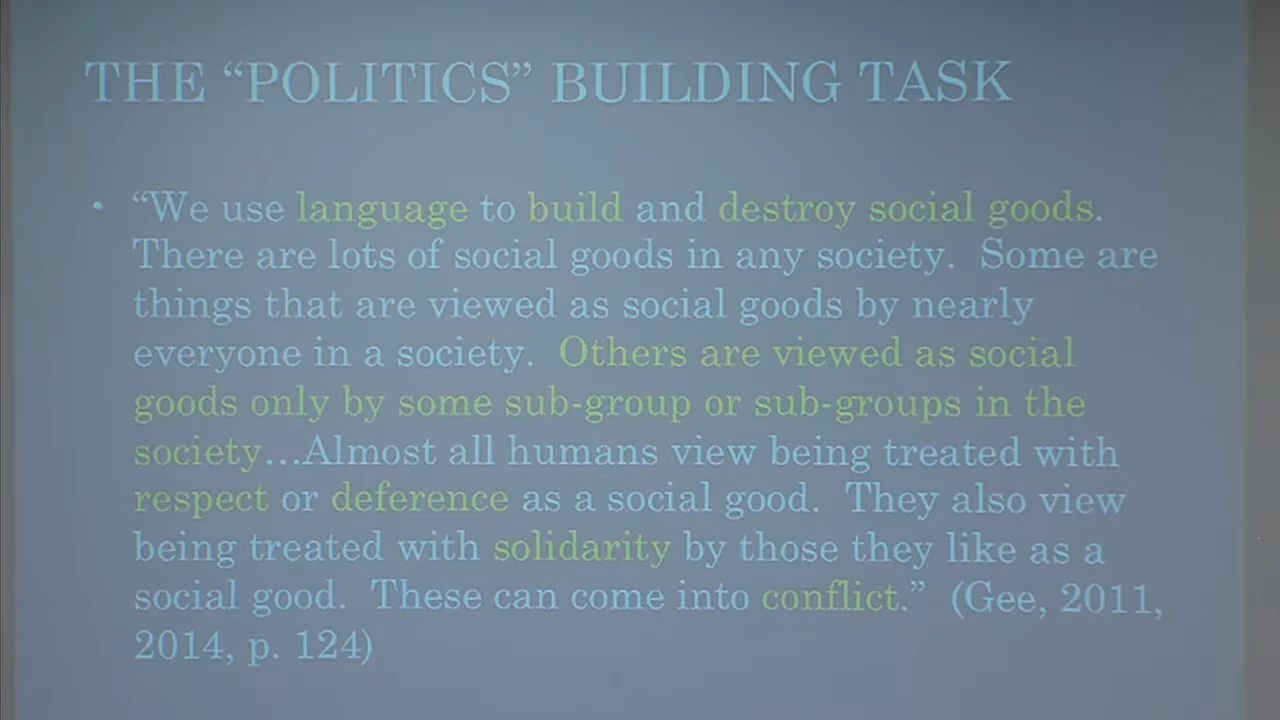 THE “POLITICS” BUILDING TASK
• “We use language to build and destroy social goods.
There are lots of social goods in any society.  Some are
things that are viewed as social goods by nearly
everyone in a society.  Others are viewed as social
goods only by some sub-group or sub-groups in the
society…Almost all humans view being treated with
respect or deference as a social good.  They also view
being treated with solidarity by those they like as a
social good.  These can come into conflict.”  (Gee, 2011,
2014, p. 124)